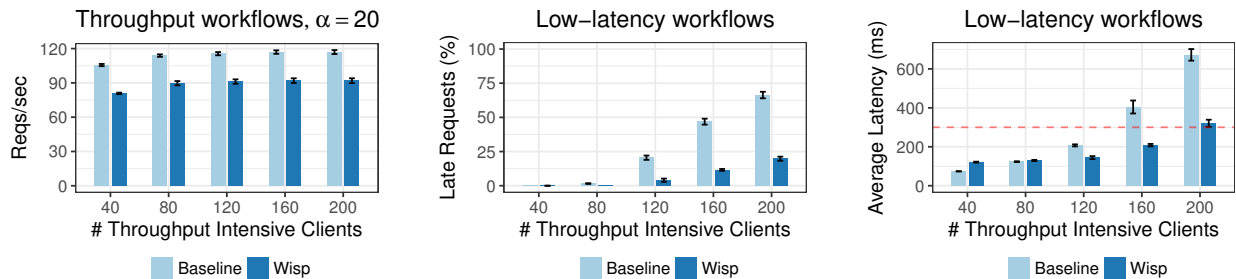 Throughput workflows, α = 20
Reqs/sec
120
90
60
30
0
40 80 120 160 200
# Throughput Intensive Clients
Baseline Wisp
Low−latency workflows
Late Requests (%)
100
75
50
25
0
40 80 120 160 200
# Throughput Intensive Clients
Baseline Wisp
Low−latency workflows
Average Latency (ms)
600
400
200
0
40 80 120 160 200
# Throughput Intensive Clients
Baseline Wisp